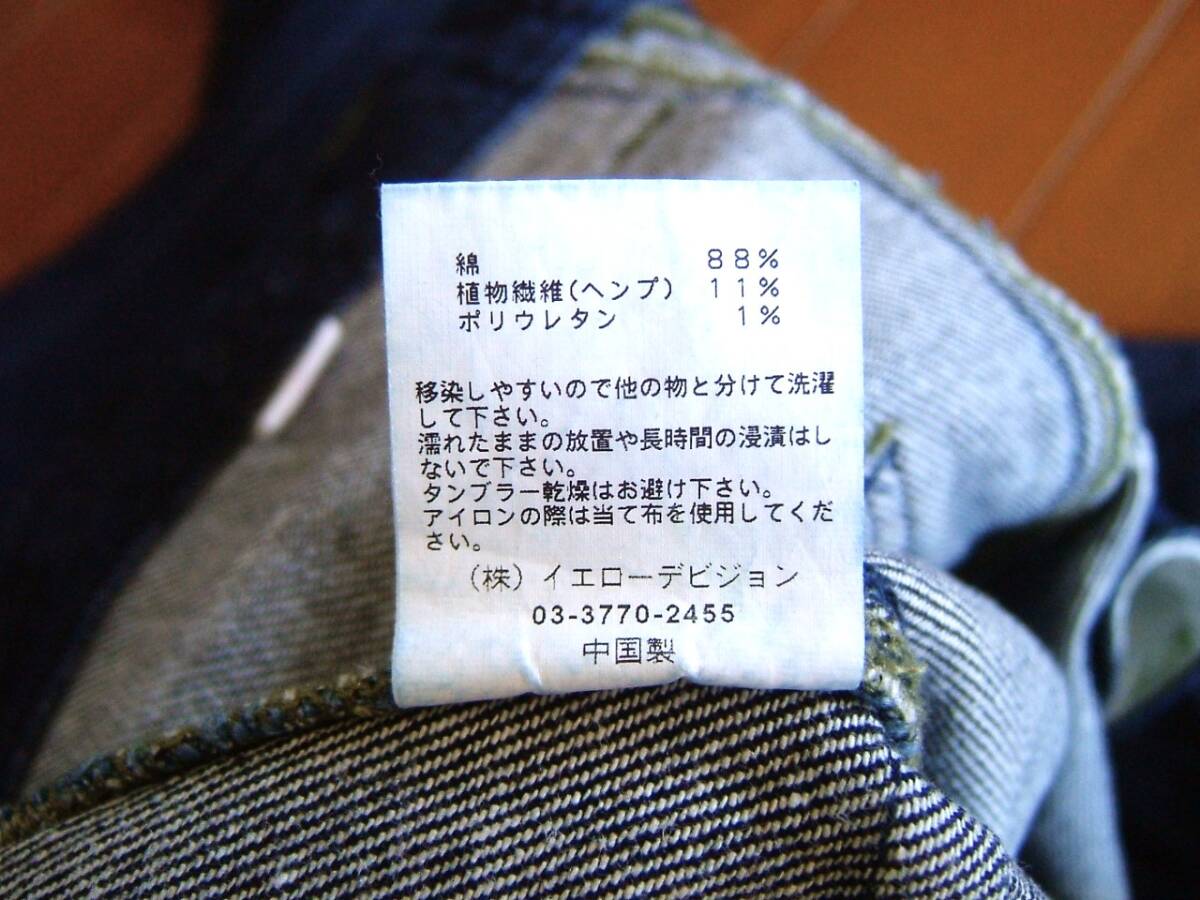 綿 88%
植物繊維(ヘンプ) 11%
ポリウレタン 1%
移染しやすいので他の物と分けて洗濯
して下さい。
濡れたままの放置や長時間の浸漬はし
ないで下さい。
タンブラー乾燥はお避け下さい。
アイロンの際は当て布を使用してくだ
さい。
(株)イエローデビジョン
03-3770-2455
中国製